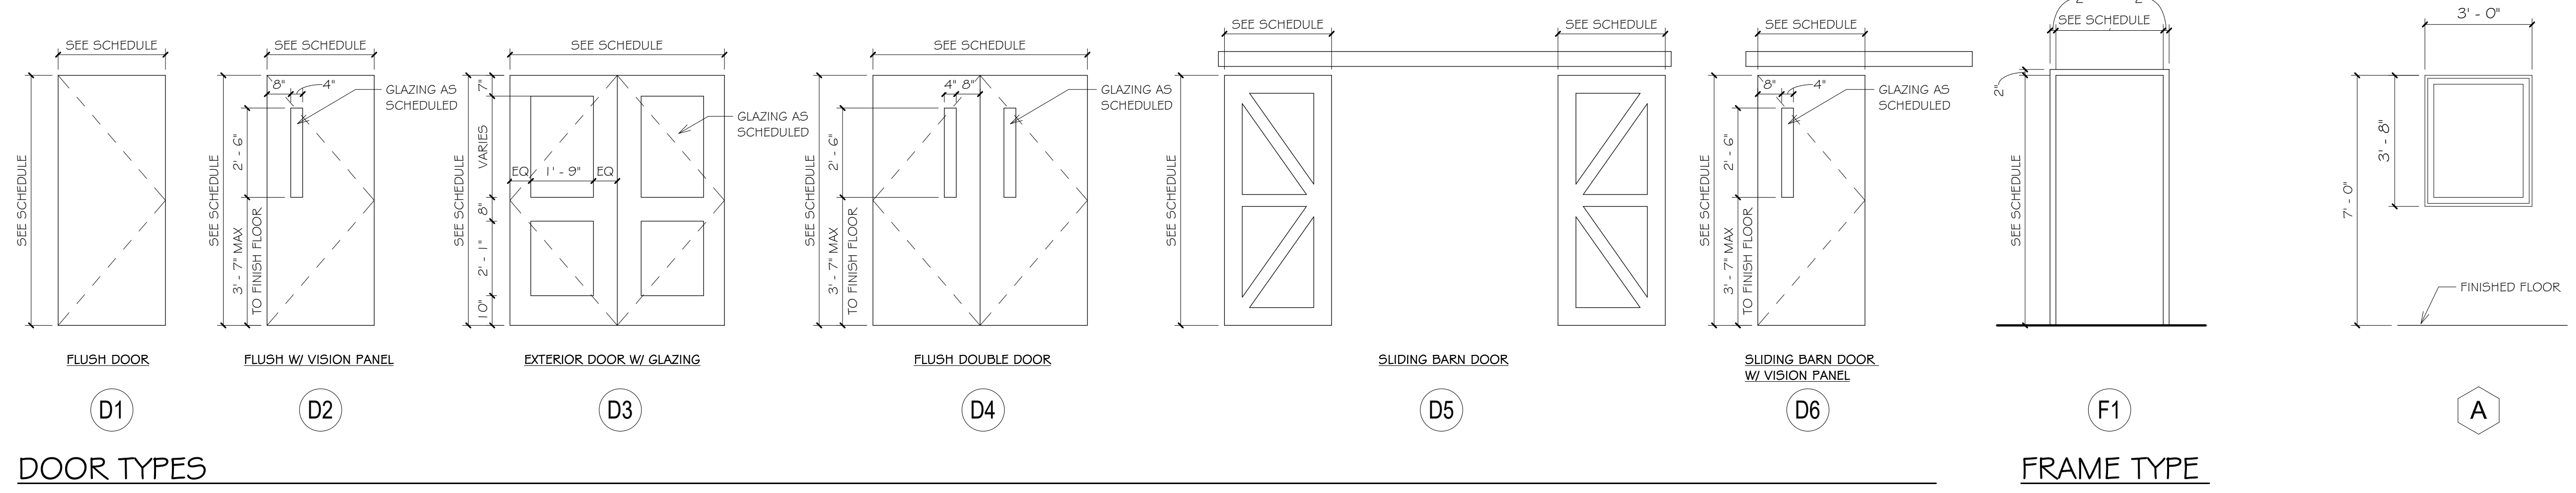 SEE SCHEDULE
SEE SCHEDULE
FLUSH DOOR
D1
SEE SCHEDULE
8"
4"
GLAZING AS
SCHEDULED
SEE SCHEDULE
2' - 6"
3' - 7" MAX
TO FINISH FLOOR
FLUSH W/ VISION PANEL
D2
SEE SCHEDULE
7"
GLAZING AS
SCHEDULED
SEE SCHEDULE
VARIES
EQ
1' - 9"
EQ
8"
2' - 1"
10"
EXTERIOR DOOR W/ GLAZING
D3
SEE SCHEDULE
4"
8"
GLAZING AS
SCHEDULED
SEE SCHEDULE
2' - 6"
3' - 7" MAX
TO FINISH FLOOR
FLUSH DOUBLE DOOR
D4
SEE SCHEDULE
SEE SCHEDULE
SEE SCHEDULE
SLIDING BARN DOOR
D5
SEE SCHEDULE
8"
4"
GLAZING AS
SCHEDULED
SEE SCHEDULE
2' - 6"
3' - 7" MAX
TO FINISH FLOOR
SLIDING BARN DOOR
W/ VISION PANEL
D6
SEE SCHEDULE
2"
SEE SCHEDULE
F1
3' - 0"
3' - 8"
7' - 0"
FINISHED FLOOR
A
DOOR TYPES
FRAME TYPE